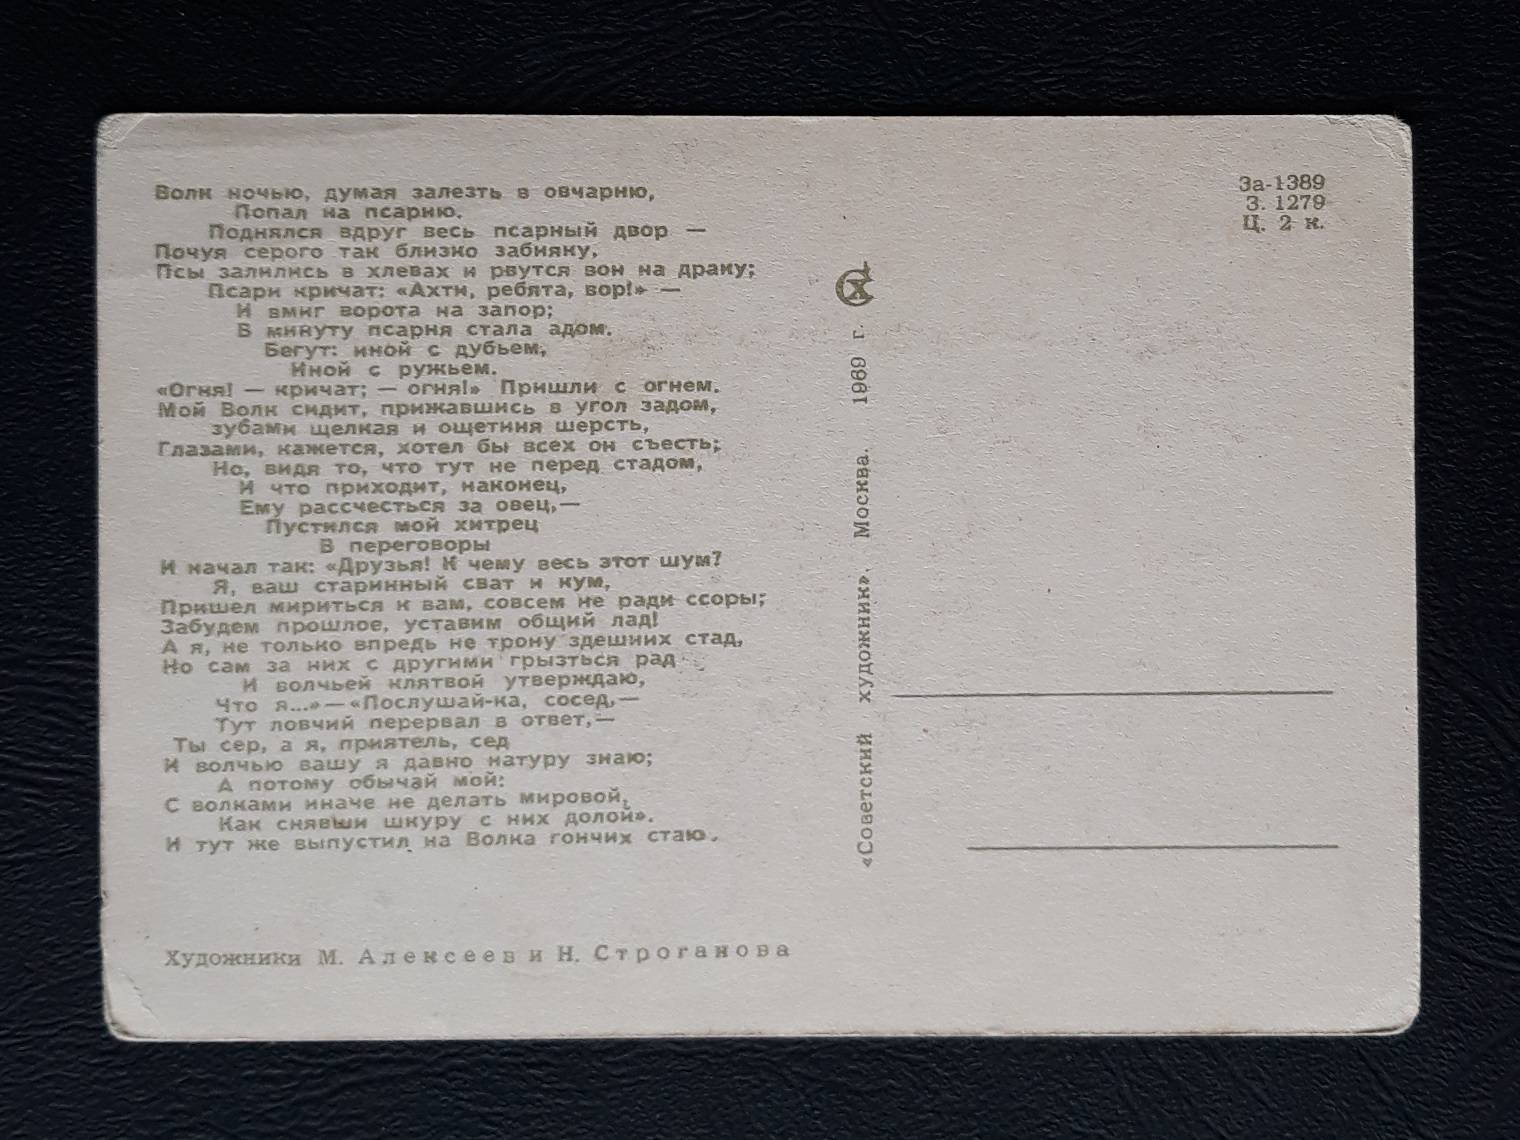 Волк ночью, думая залезть в овчарню,
Попал на псарню.
Поднялся вдруг весь псарный двор —
Почуя серого так близко забияку,
Псы залились в хлевах и рвутся вон на драку;
Псари кричат: «Ахти, ребята, вор!» —
И вмиг ворота на запор;
В минуту псарня стала адом.
Бегут: иной с дубьем,
Иной с ружьем.
«Огня! — кричат; — огня!» Пришли с огнем.
Мой Волк сидит, прижавшись в угол задом,
зубами щелкая и ощетиня шерсть,
Глазами, кажется, хотел бы всех он съесть;
Но, видя то, что тут не перед стадом,
И что приходит, наконец,
Ему рассчесться за овец,—
Пустился мой хитрец
В переговоры
И начал так: «Друзья! К чему весь этот шум?
Я, ваш старинный сват и кум,
Пришел мириться к вам, совсем не ради ссоры;
Забудем прошлое, уставим общий лад!
А я, не только впредь не трону здешних стад,
Но сам за них с другими грызться рад
И волчьей клятвой утверждаю,
Что я...» — «Послушай-ка, сосед,—
Тут ловчий перервал в ответ,—
Ты сер, а я, приятель, сед
И волчью вашу я давно натуру знаю;
А потому обычай мой:
С волками иначе не делать мировой,
Как снявши шкуру с них долой».
И тут же выпустил на Волка гончих стаю.
Художники М. Алексеев и Н. Строганова
«Советский художник». Москва. 1969 г.
СХ
За-1389
З. 1279
Ц. 2 к.